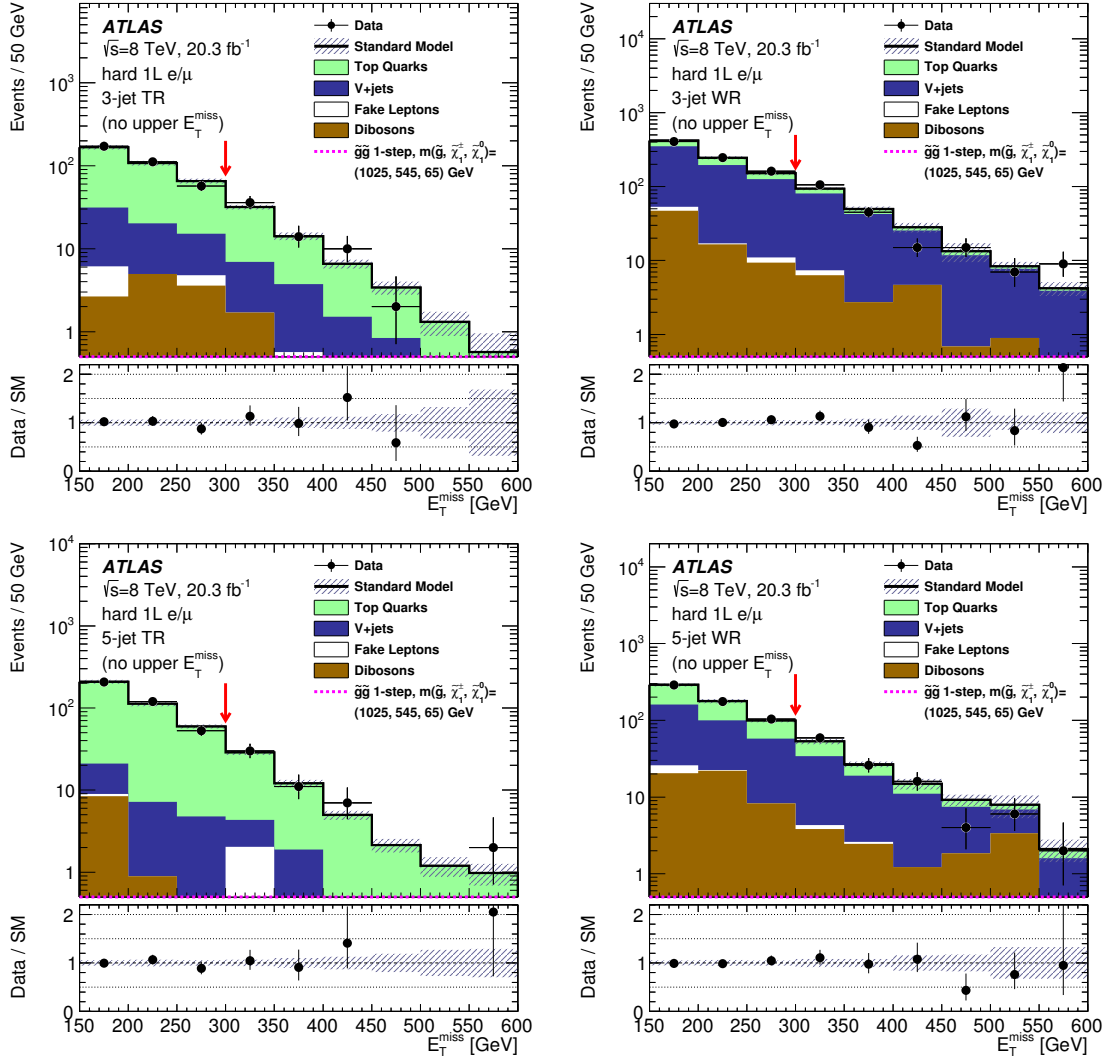 Events / 50 GeV
10³
10²
10
1
ATLAS
√s=8 TeV, 20.3 fb⁻¹
hard 1L e/μ
3-jet TR
(no upper E_T^miss)
Data
Standard Model
Top Quarks
V+jets
Fake Leptons
Dibosons
g̃g̃ 1-step, m(g̃, χ̃₁^±, χ̃₁^0)=
(1025, 545, 65) GeV
Data / SM
2
1
0
150 200 250 300 350 400 450 500 550 600
E_T^miss [GeV]
Events / 50 GeV
10⁴
10³
10²
10
1
ATLAS
√s=8 TeV, 20.3 fb⁻¹
hard 1L e/μ
3-jet WR
(no upper E_T^miss)
Data
Standard Model
Top Quarks
V+jets
Fake Leptons
Dibosons
g̃g̃ 1-step, m(g̃, χ̃₁^±, χ̃₁^0)=
(1025, 545, 65) GeV
Data / SM
2
1
0
150 200 250 300 350 400 450 500 550 600
E_T^miss [GeV]
Events / 50 GeV
10⁴
10³
10²
10
1
ATLAS
√s=8 TeV, 20.3 fb⁻¹
hard 1L e/μ
5-jet TR
(no upper E_T^miss)
Data
Standard Model
Top Quarks
V+jets
Fake Leptons
Dibosons
g̃g̃ 1-step, m(g̃, χ̃₁^±, χ̃₁^0)=
(1025, 545, 65) GeV
Data / SM
2
1
0
150 200 250 300 350 400 450 500 550 600
E_T^miss [GeV]
Events / 50 GeV
10⁴
10³
10²
10
1
ATLAS
√s=8 TeV, 20.3 fb⁻¹
hard 1L e/μ
5-jet WR
(no upper E_T^miss)
Data
Standard Model
Top Quarks
V+jets
Fake Leptons
Dibosons
g̃g̃ 1-step, m(g̃, χ̃₁^±, χ̃₁^0)=
(1025, 545, 65) GeV
Data / SM
2
1
0
150 200 250 300 350 400 450 500 550 600
E_T^miss [GeV]